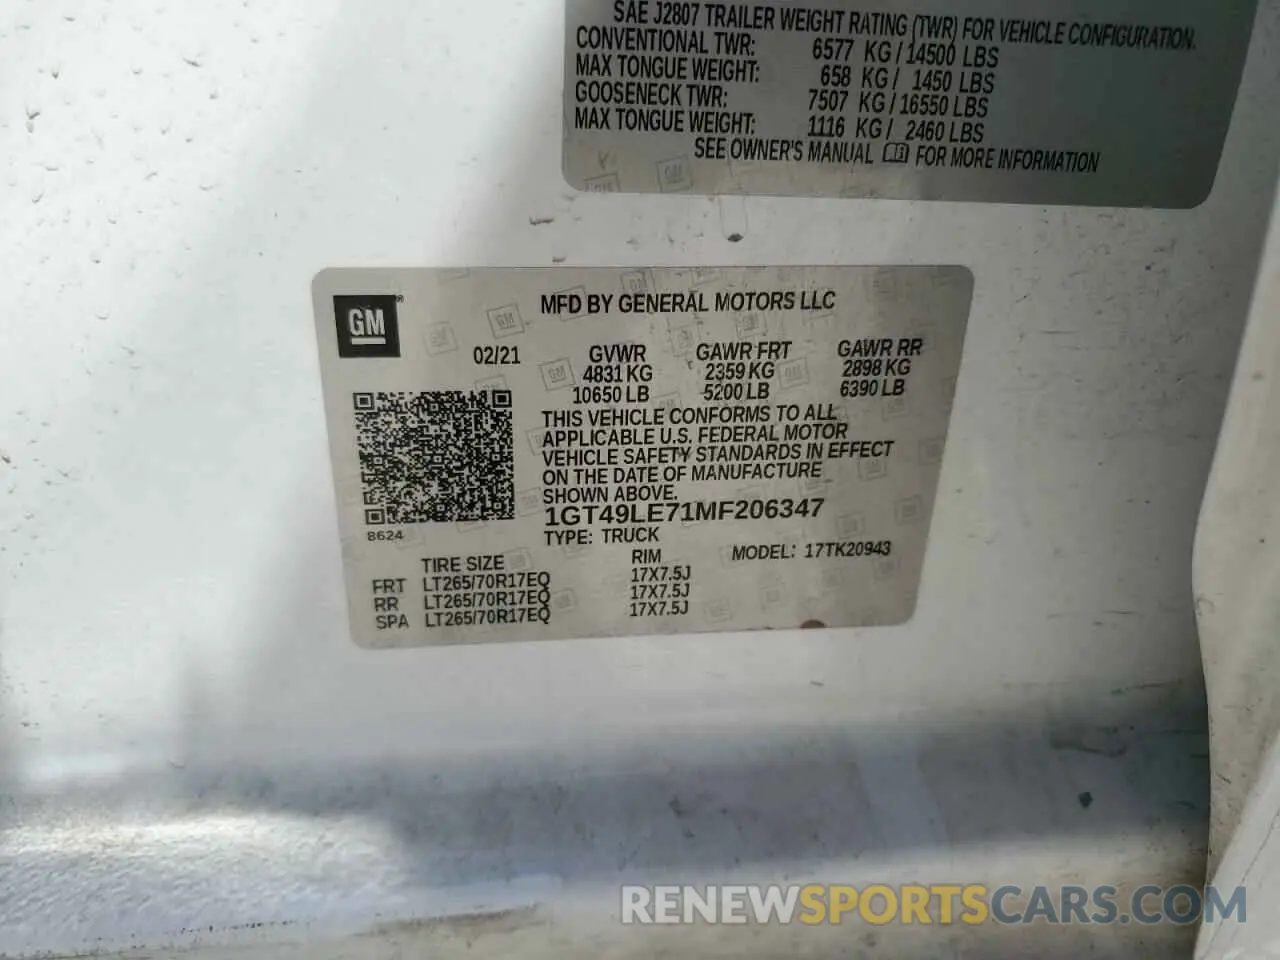 SAE J2807 TRAILER WEIGHT RATING (TWR) FOR VEHICLE CONFIGURATION.
CONVENTIONAL TWR: 6577 KG / 14500 LBS
MAX TONGUE WEIGHT: 658 KG / 1450 LBS
GOOSENECK TWR: 7507 KG / 16550 LBS
MAX TONGUE WEIGHT: 1116 KG / 2460 LBS
SEE OWNER'S MANUAL FOR MORE INFORMATION
GM
MFD BY GENERAL MOTORS LLC
02/21 GVWR GAWR FRT GAWR RR
4831 KG 2359 KG 2898 KG
10650 LB 5200 LB 6390 LB
THIS VEHICLE CONFORMS TO ALL
APPLICABLE U.S. FEDERAL MOTOR
VEHICLE SAFETY STANDARDS IN EFFECT
ON THE DATE OF MANUFACTURE
SHOWN ABOVE.
1GT49LE71MF206347
8624
TYPE: TRUCK
TIRE SIZE RIM MODEL: 17TK20943
FRT LT265/70R17EQ 17X7.5J
RR LT265/70R17EQ 17X7.5J
SPA LT265/70R17EQ 17X7.5J
RENEWSPORTSCARS.COM